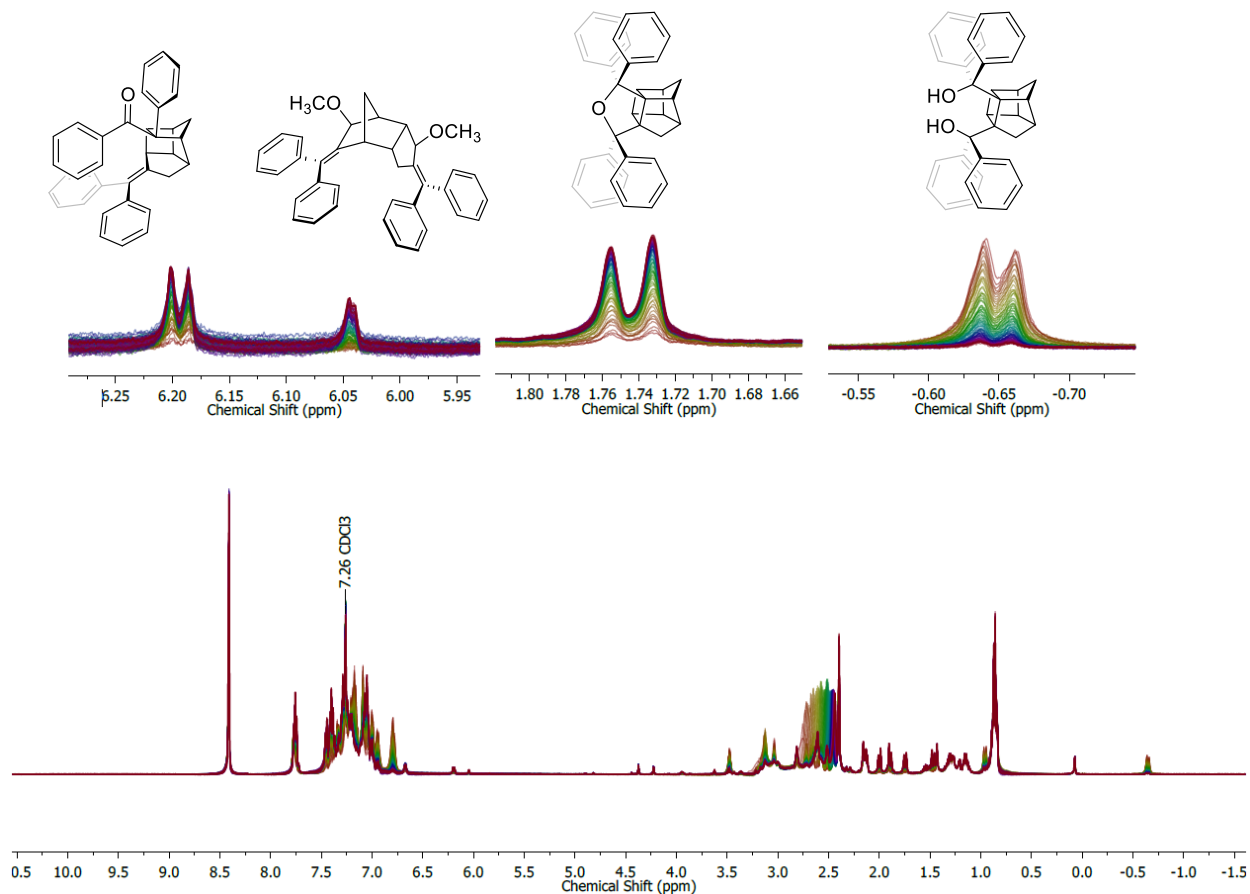 O
H3CO
OCH3
O
HO
HO
6.25 6.20 6.15 6.10 6.05 6.00 5.95
Chemical Shift (ppm)
1.80 1.78 1.76 1.74 1.72 1.70 1.68 1.66
Chemical Shift (ppm)
-0.55 -0.60 -0.65 -0.70
Chemical Shift (ppm)
7.26 CDCl3
0.5 10.0 9.5 9.0 8.5 8.0 7.5 7.0 6.5 6.0 5.5 5.0 4.5 4.0 3.5 3.0 2.5 2.0 1.5 1.0 0.5 0 -0.5 -1.0 -1.5
Chemical Shift (ppm)